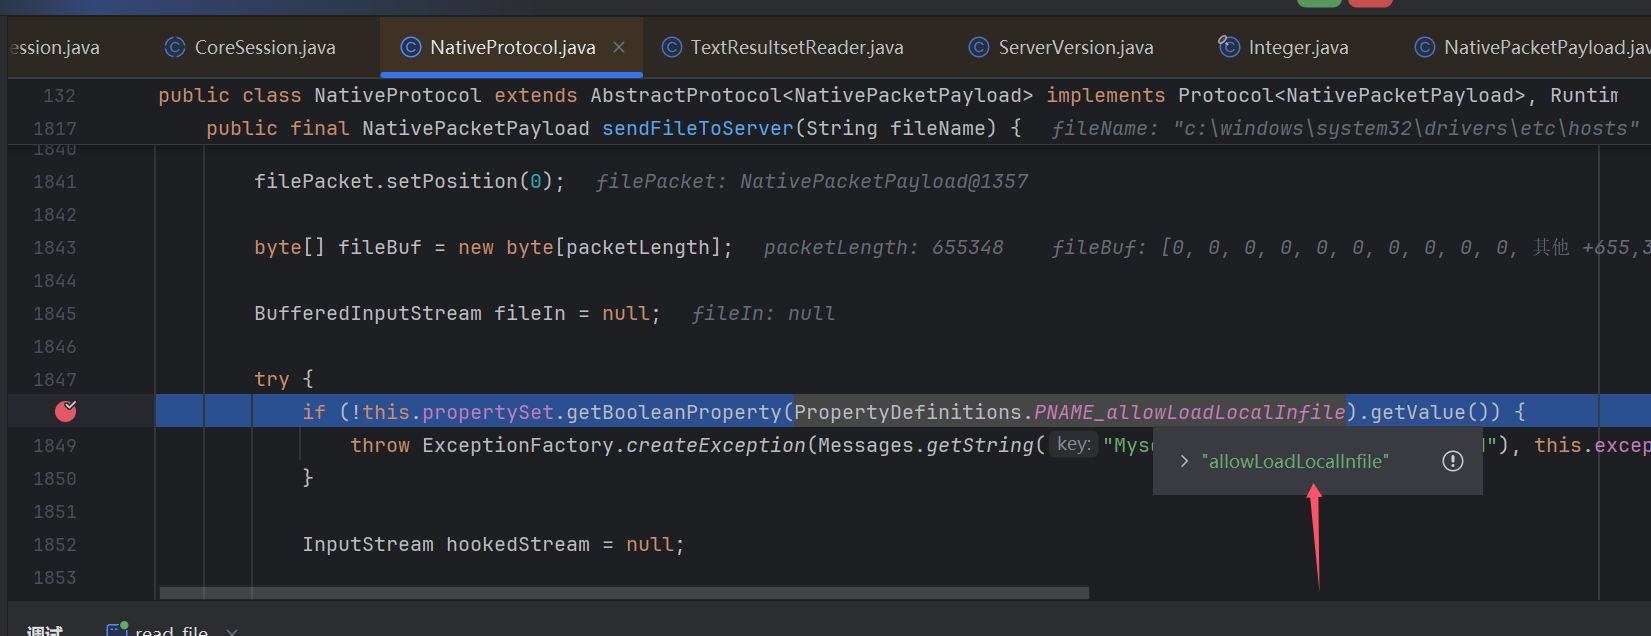 ession.java CoreSession.java NativeProtocol.java TextResultsetReader.java ServerVersion.java Integer.java NativePacketPayload.jav
132 public class NativeProtocol extends AbstractProtocol<NativePacketPayload> implements Protocol<NativePacketPayload>, Runtim
1817 public final NativePacketPayload sendFileToServer(String fileName) { fileName: "c:\windows\system32\drivers\etc\hosts"
1840
1841 filePacket.setPosition(0); filePacket: NativePacketPayload@1357
1842
1843 byte[] fileBuf = new byte[packetLength]; packetLength: 655348 fileBuf: [0, 0, 0, 0, 0, 0, 0, 0, 0, 0, 其他 +655,3
1844
1845 BufferedInputStream fileIn = null; fileIn: null
1846
1847 try {
if (!this.propertySet.getBooleanProperty(PropertyDefinitions.PNAME_allowLoadLocalInfile).getValue()) {
1849 throw ExceptionFactory.createException(Messages.getString( key: "Mys "), this.excep
"allowLoadLocalInfile"
1850 }
1851
1852 InputStream hookedStream = null;
1853
调试 read_file